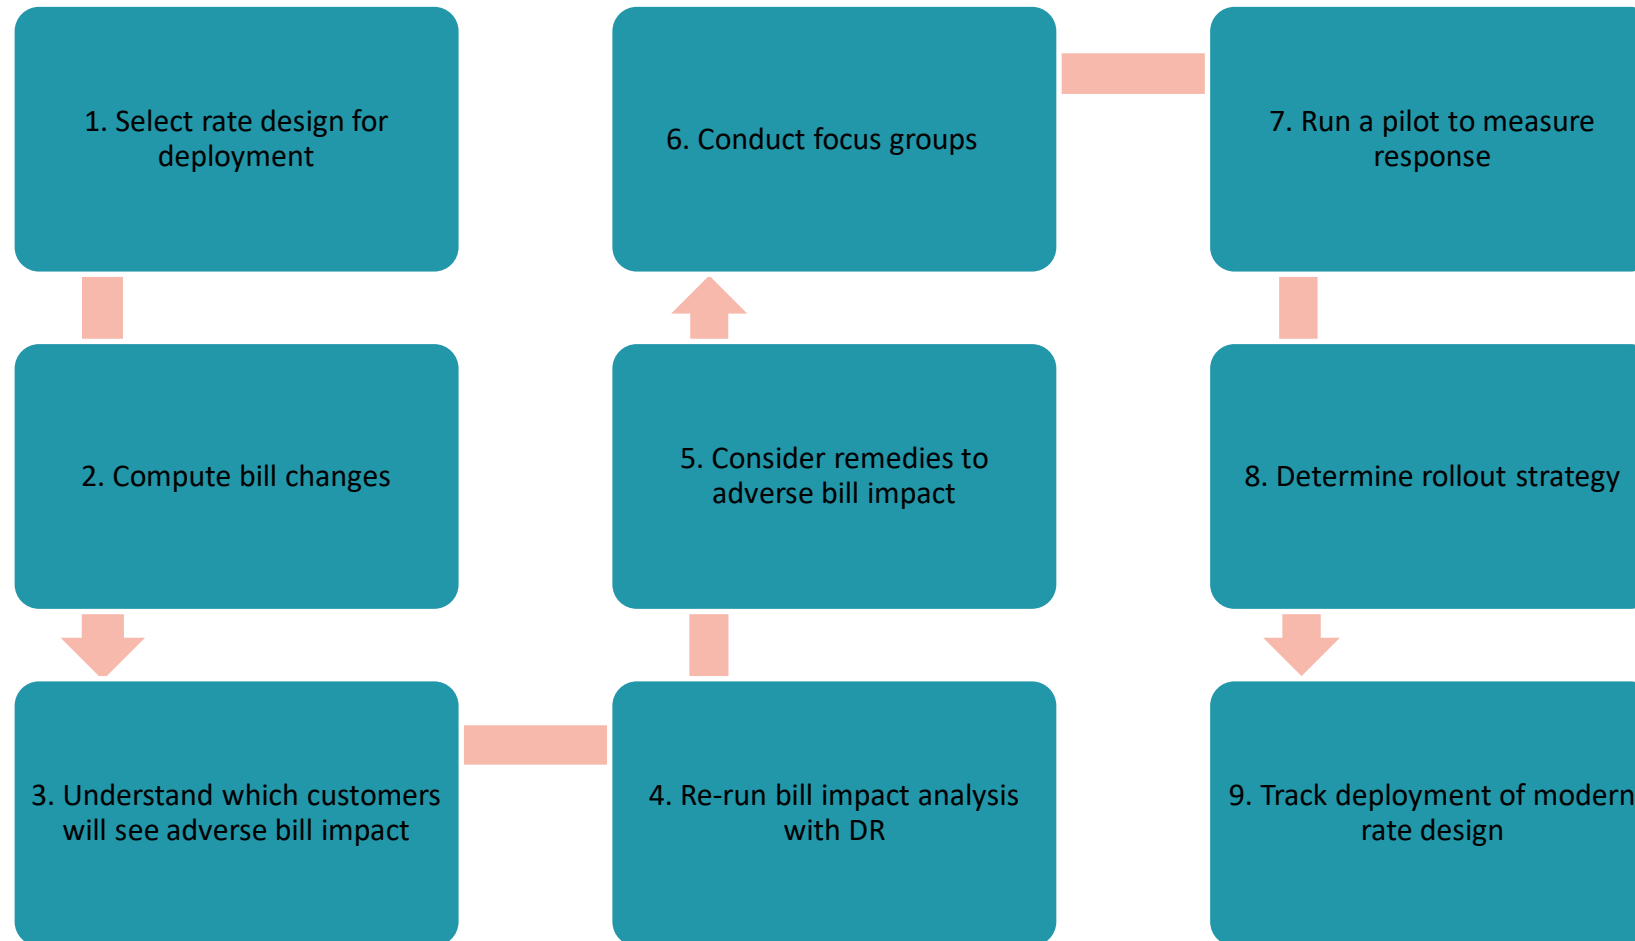 1. Select rate design for
deployment
2. Compute bill changes
3. Understand which customers
will see adverse bill impact
4. Re-run bill impact analysis
with DR
5. Consider remedies to
adverse bill impact
6. Conduct focus groups
7. Run a pilot to measure
response
8. Determine rollout strategy
9. Track deployment of modern
rate design